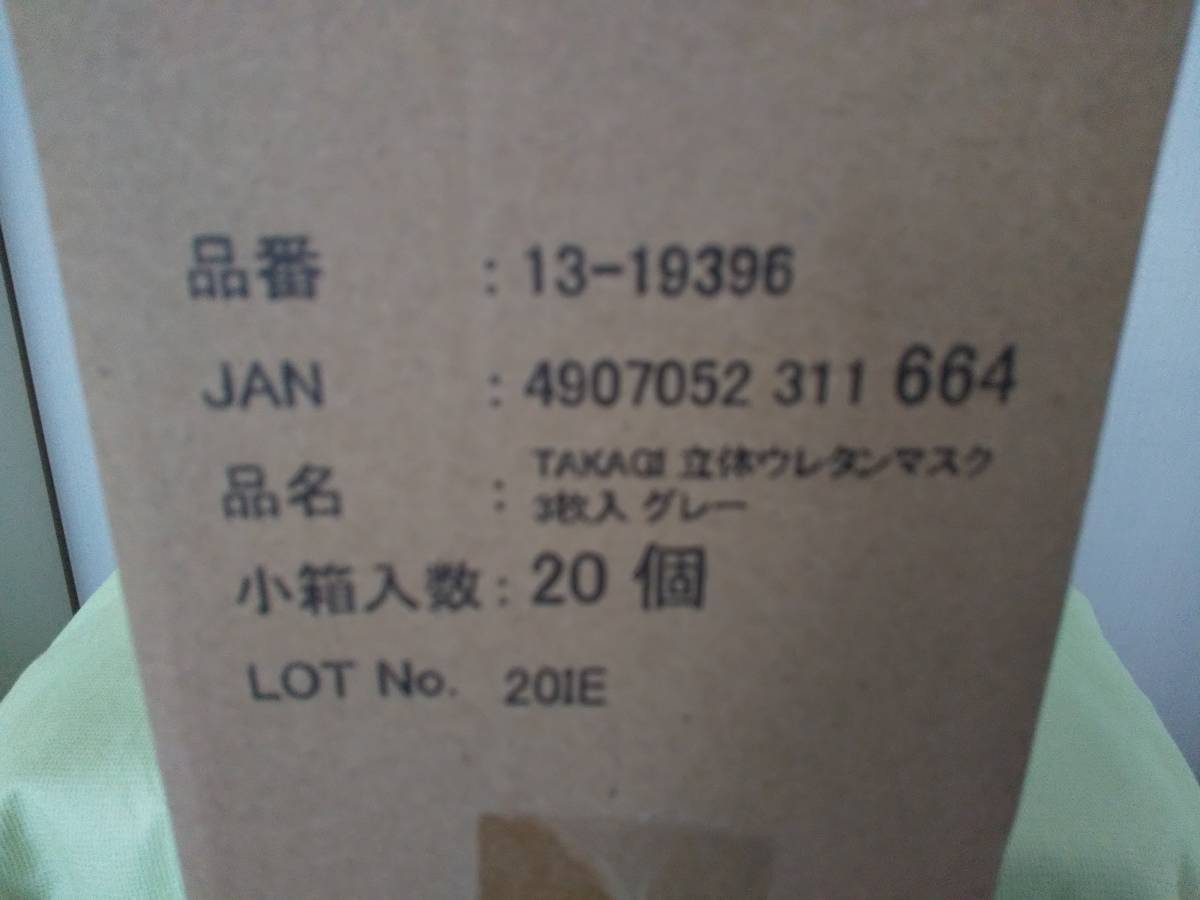 品番 : 13-19396
JAN : 4907052 311 664
品名 : TAKAGI 立体ウレタンマスク
3枚入 グレー
小箱入数 : 20 個
LOT No. 20IE